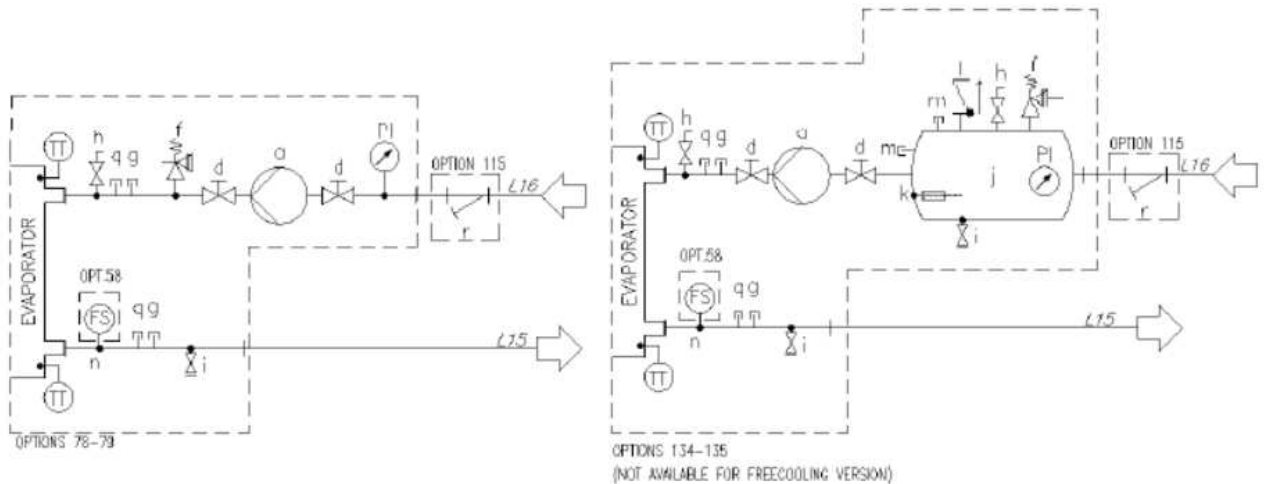 TT
h
q g
f
d
a
d
PI
OPTION 115
L16
r
EVAPORATOR
OPT.58
FS
q g
n
i
L15
TT
OPTIONS 78-79
TT
h
q g
d
a
d
m
m
l
h
f
j
PI
k
i
OPTION 115
L16
r
EVAPORATOR
OPT.58
FS
q g
n
i
L15
TT
OPTIONS 134-135
(NOT AVAILABLE FOR FREECOOLING VERSION)